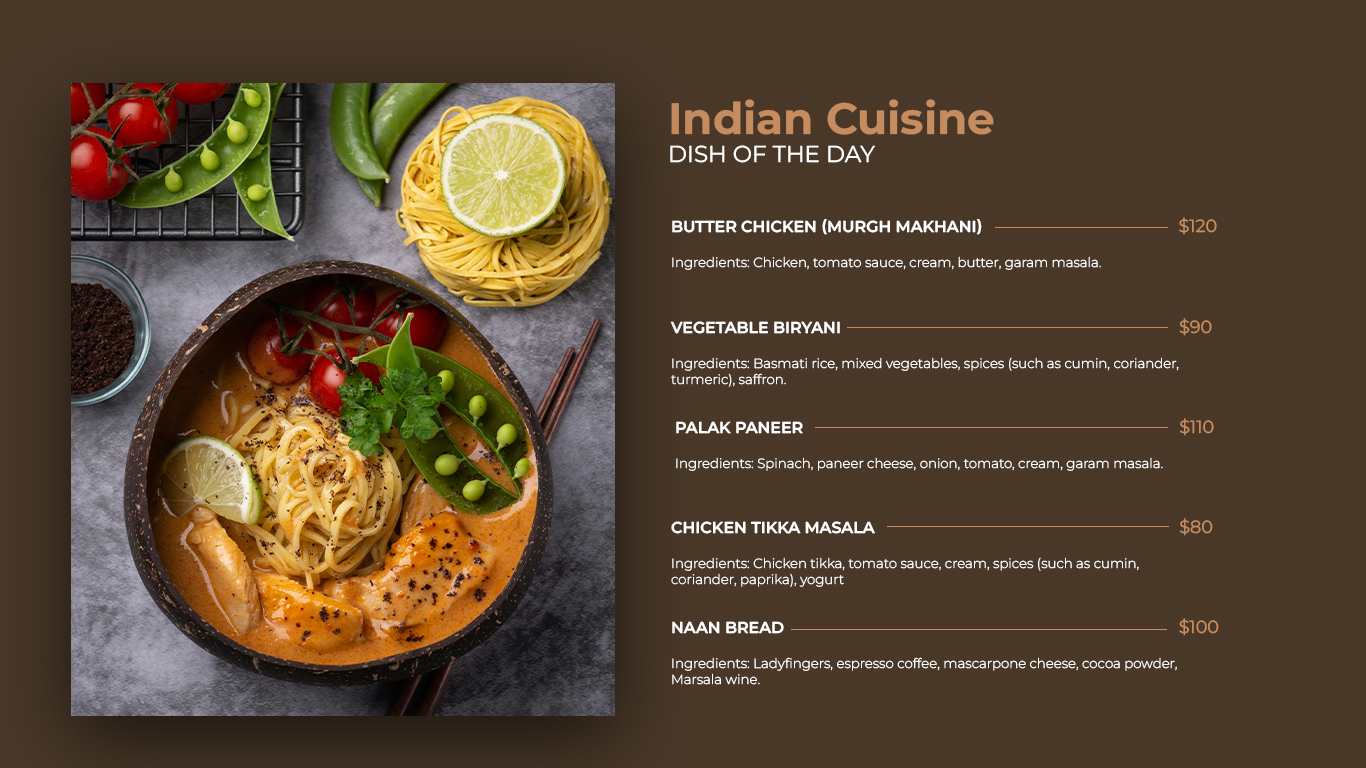 Indian Cuisine
DISH OF THE DAY
BUTTER CHICKEN (MURGH MAKHANI) $120
Ingredients: Chicken, tomato sauce, cream, butter, garam masala.
VEGETABLE BIRYANI $90
Ingredients: Basmati rice, mixed vegetables, spices (such as cumin, coriander,
turmeric), saffron.
PALAK PANEER $110
Ingredients: Spinach, paneer cheese, onion, tomato, cream, garam masala.
CHICKEN TIKKA MASALA $80
Ingredients: Chicken tikka, tomato sauce, cream, spices (such as cumin,
coriander, paprika), yogurt
NAAN BREAD $100
Ingredients: Ladyfingers, espresso coffee, mascarpone cheese, cocoa powder,
Marsala wine.